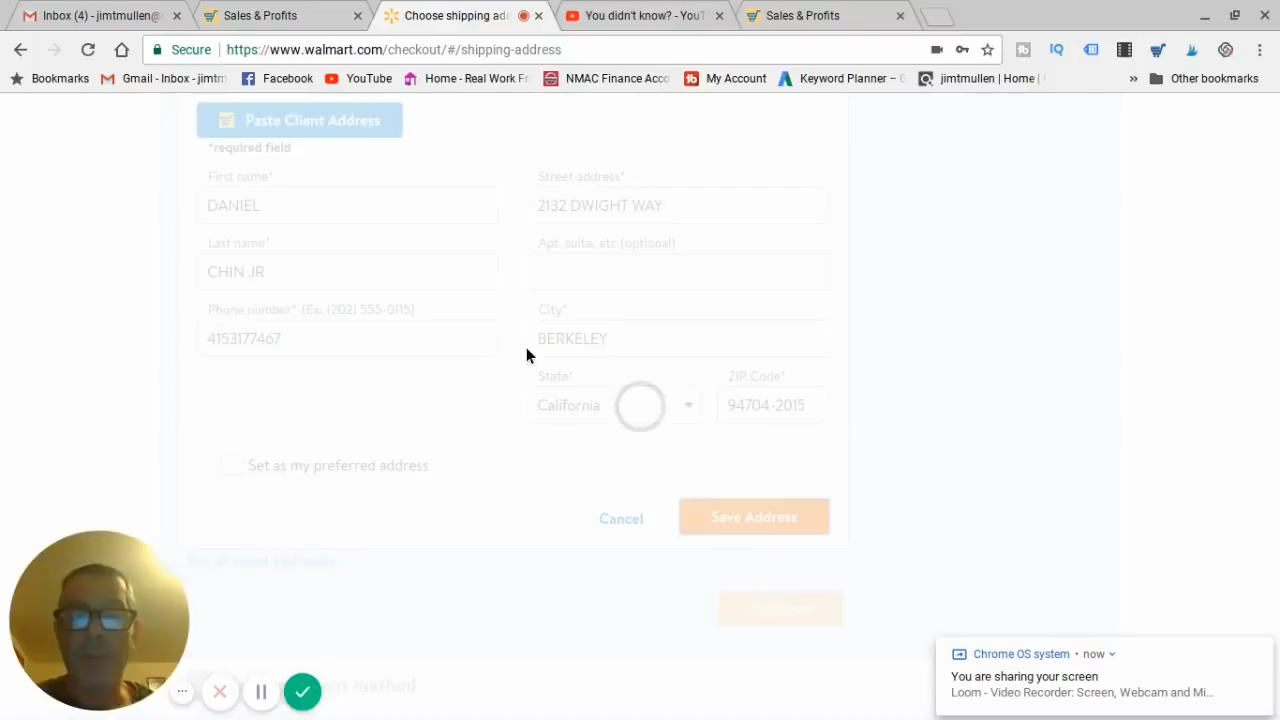 Inbox (4) - jimtmullen@
Sales & Profits
Choose shipping ad
You didn't know? - YouT
Sales & Profits
Secure
https://www.walmart.com/checkout/#/shipping-address
Bookmarks
Gmail - Inbox - jimtm
Facebook
YouTube
Home - Real Work Fr
NMAC Finance Acco
My Account
Keyword Planner – G
jimtmullen | Home |
Other bookmarks
Paste Client Address
*required field
First name*
Street address*
DANIEL
2132 DWIGHT WAY
Last name*
Apt, suite, etc (optional)
CHIN JR
Phone number* (Ex: (202) 555-0115)
City*
4153177467
BERKELEY
State*
ZIP Code*
California
94704-2015
Set as my preferred address
Cancel
Save Address
method
Chrome OS system • now
You are sharing your screen
Loom - Video Recorder: Screen, Webcam and Mi...